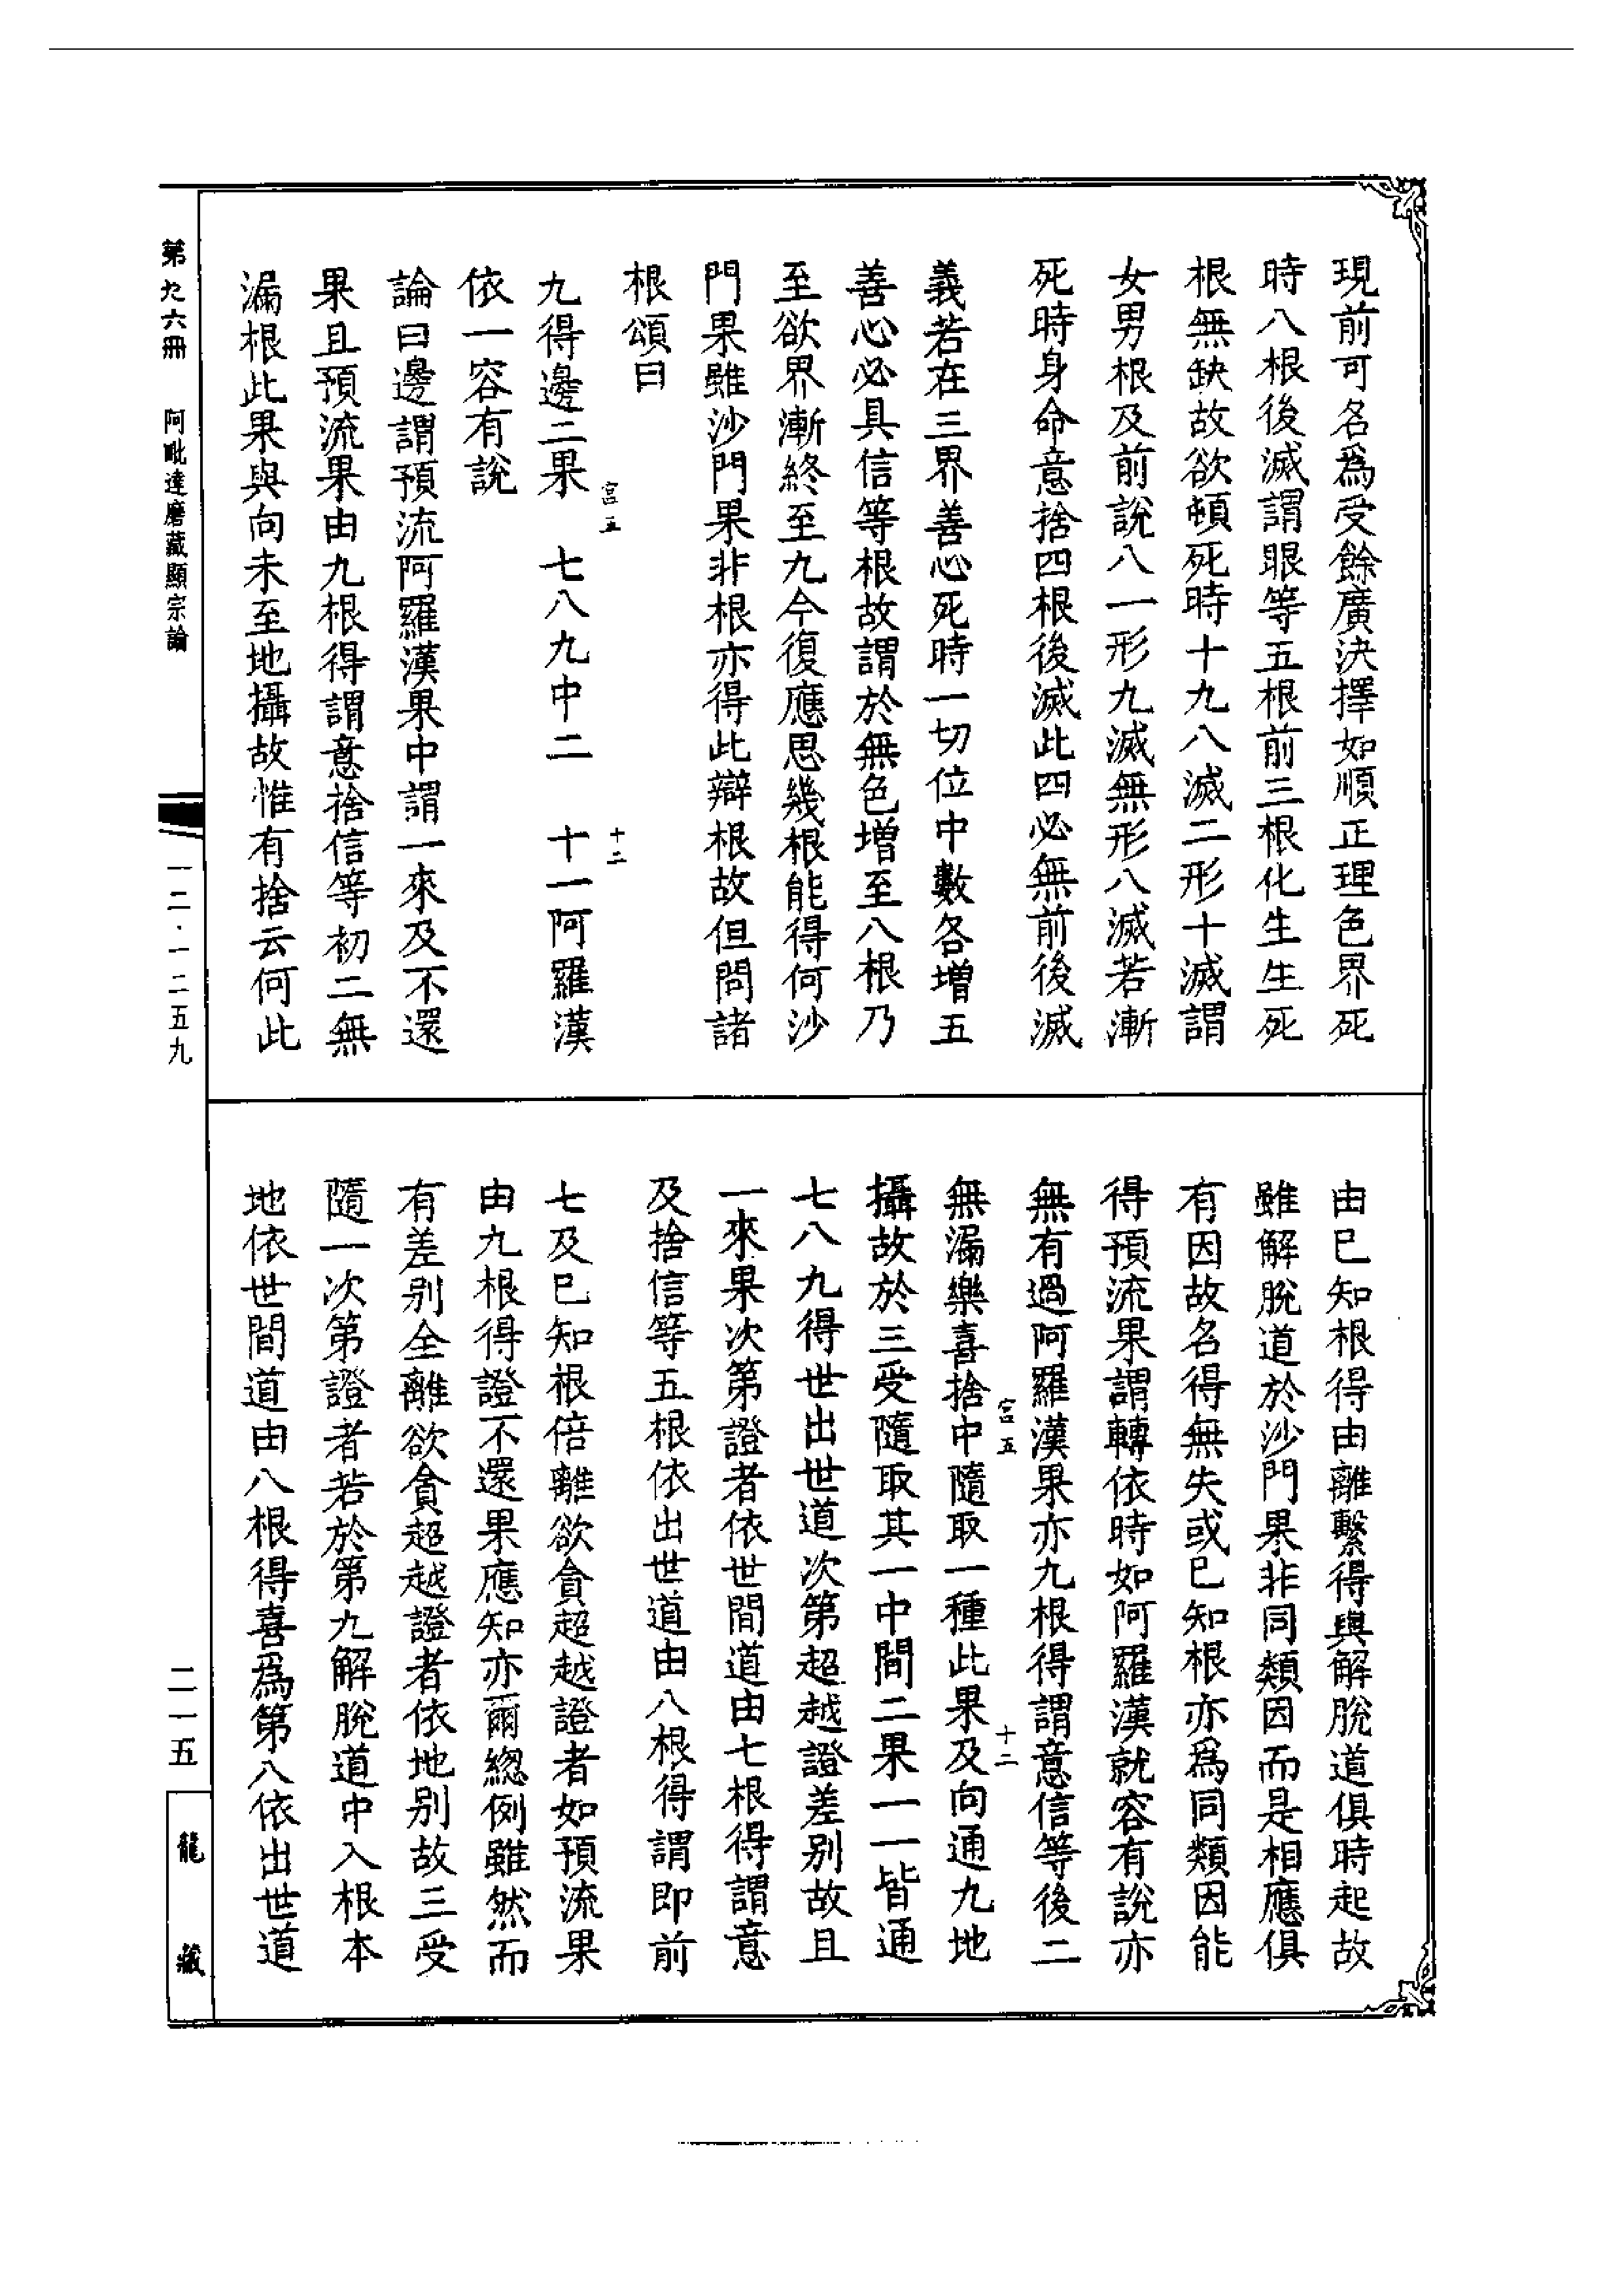 現前可名為受餘廣決擇如順正理色界死
時八根後滅謂眼等五根前三根化生生死
根無缺故欲頓死時十九八滅二形十滅謂
女男根及前說八一形九滅無形八滅若漸
死時身命意捨四根後滅此四必無前後滅
義若在三界善心死時一切位中數各增五
善心必具信等根故謂於無色增至八根乃
至欲界漸終至九今復應思幾根能得何沙
門果雖沙門果非根亦得此辯根故但問諸
根頌曰
宮五 十二
九得邊二果 七八九中二 十一阿羅漢
依一容有說
論曰邊謂預流阿羅漢果中謂一來及不還
果且預流果由九根得謂意捨信等初二無
漏根此果與向未至地攝故惟有捨云何此
由已知根得由離繫得與解脫道俱時起故
雖解脫道於沙門果非同類因而是相應俱
有因故名得無失或已知根亦為同類因能
得預流果謂轉依時如阿羅漢就容有說亦
無有過阿羅漢果亦九根得謂意信等後二
宮五 十二
無漏樂喜捨中隨取一種此果及向通九地
攝故於三受隨取其一中間二果一一皆通
七八九得世出世道次第超越證差別故且
一來果次第證者依世間道由七根得謂意
及捨信等五根依出世道由八根得謂即前
七及已知根倍離欲貪超越證者如預流果
由九根得證不還果應知亦爾總例雖然而
有差別全離欲貪超越證者依地別故三受
隨一次第證者若於第九解脫道中入根本
地依世間道由八根得喜為第八依出世道
第九六冊 阿毗達磨藏顯宗論
一二·一二五九
二一五
龍藏